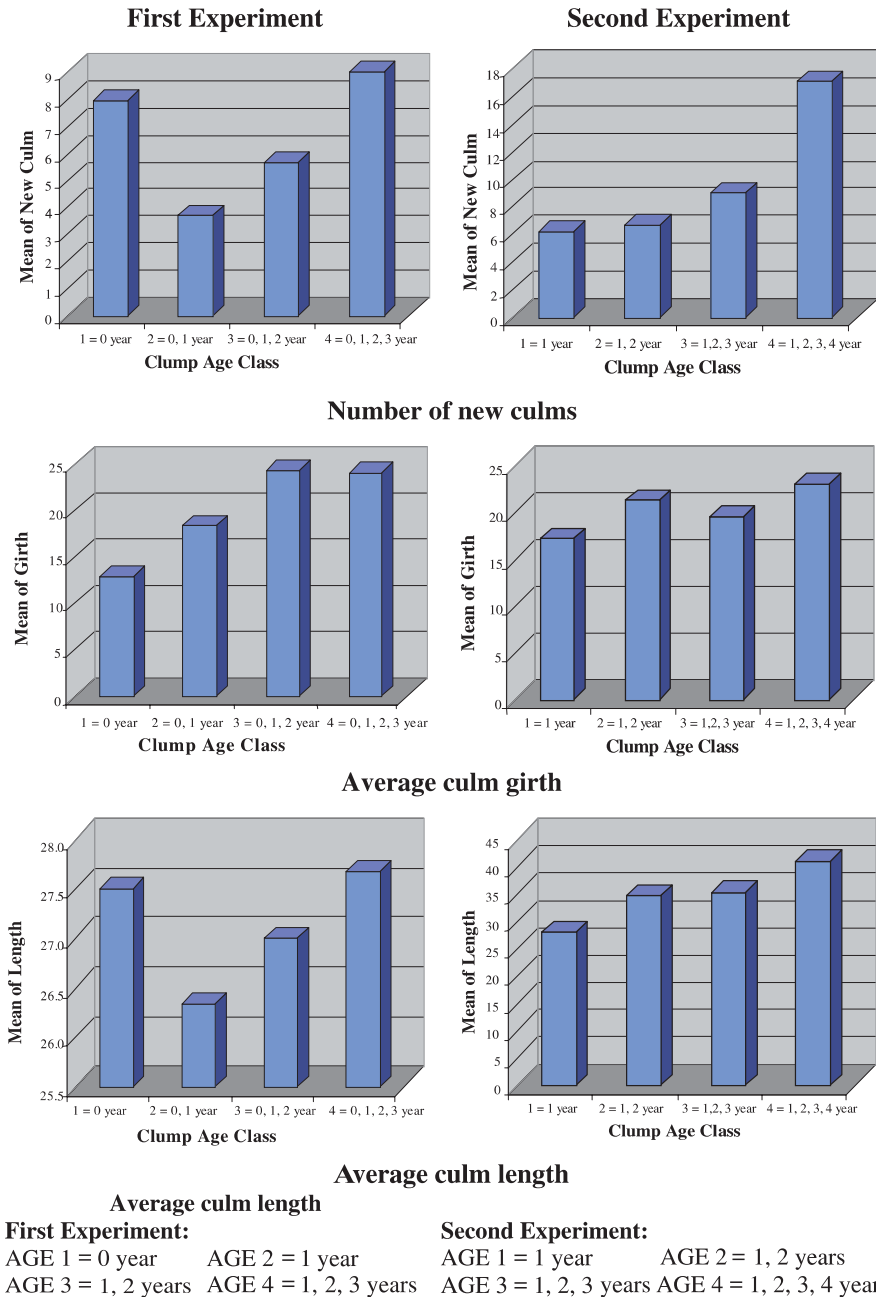 First Experiment
Second Experiment
Mean of New Culm
9
8
7
6
5
4
3
2
1
0
1 = 0 year 2 = 0, 1 year 3 = 0, 1, 2 year 4 = 0, 1, 2, 3 year
Clump Age Class
Mean of New Culm
18
16
14
12
10
8
6
4
2
0
1 = 1 year 2 = 1, 2 year 3 = 1,2, 3 year 4 = 1, 2, 3, 4 year
Clump Age Class
Number of new culms
Mean of Girth
25
20
15
10
5
0
1 = 0 year 2 = 0, 1 year 3 = 0, 1, 2 year 4 = 0, 1, 2, 3 year
Clump Age Class
Mean of Girth
25
20
15
10
5
0
1 = 1 year 2 = 1, 2 year 3 = 1,2, 3 year 4 = 1, 2, 3, 4 year
Clump Age Class
Average culm girth
Mean of Length
28.0
27.5
27.0
26.5
26.0
25.5
1 = 0 year 2 = 0, 1 year 3 = 0, 1, 2 year 4 = 0, 1, 2, 3 year
Clump Age Class
Mean of Length
45
40
35
30
25
20
15
10
5
0
1 = 1 year 2 = 1, 2 year 3 = 1,2, 3 year 4 = 1, 2, 3, 4 year
Clump Age Class
Average culm length
Average culm length
First Experiment:
AGE 1 = 0 year AGE 2 = 1 year
AGE 3 = 1, 2 years AGE 4 = 1, 2, 3 years
Second Experiment:
AGE 1 = 1 year AGE 2 = 1, 2 years
AGE 3 = 1, 2, 3 years AGE 4 = 1, 2, 3, 4 year